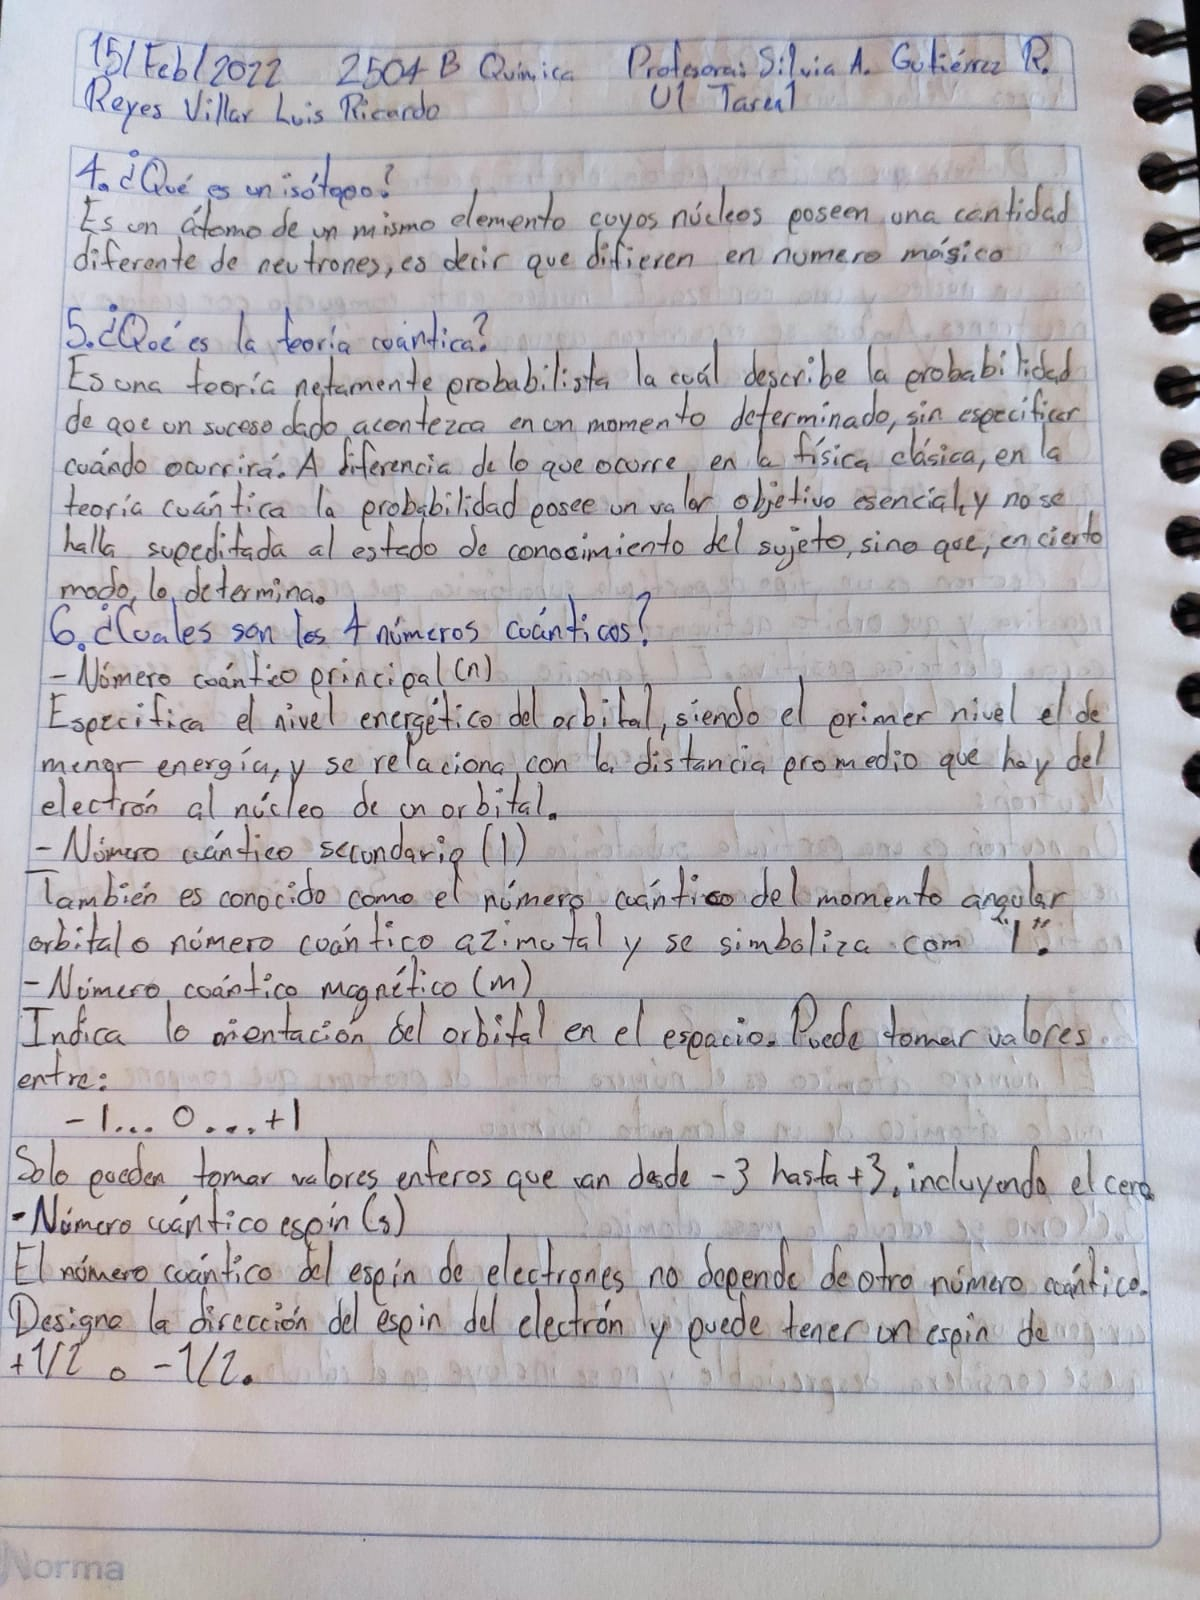 15/Feb/2022 2504 B Química Profesora: Silvia A. Gutiérrez R.
Reyes Villar Luis Ricardo U1 Tarea1
4. ¿Qué es un isótopo?
Es un átomo de un mismo elemento cuyos núcleos poseen una cantidad
diferente de neutrones, es decir que difieren en numero másico
5. ¿Qué es la teoría cuántica?
Es una teoría netamente probabilista la cuál describe la probabilidad
de que un suceso dado acontezca en un momento determinado, sin especificar
cuándo ocurrirá. A diferencia de lo que ocurre en la física clásica, en la
teoría cuántica la probabilidad posee un valor objetivo esencial, y no se
halla supeditada al estado de conocimiento del sujeto, sino que, en cierto
modo, lo determina.
6. ¿Cuales son los 4 números cuánticos?
- Número cuántico principal (n)
Especifica el nivel energético del orbital, siendo el primer nivel el de
menor energía, y se relaciona con la distancia promedio que hay del
electrón al núcleo de un orbital.
- Número cuántico secundario (l)
También es conocido como el número cuántico del momento angular
orbital o número cuántico azimutal y se simboliza com "l".
- Número cuántico magnético (m)
Indica la orientación del orbital en el espacio. Puede tomar valores
entre:
-1... 0...+1
Solo pueden tomar valores enteros que van desde -3 hasta +3, incluyendo el cero
- Número cuántico espín (s)
El número cuántico del espín de electrones no depende de otro número cuántico.
Designa la dirección del espin del electrón y puede tener un espin de
+1/2 o -1/2.
Norma